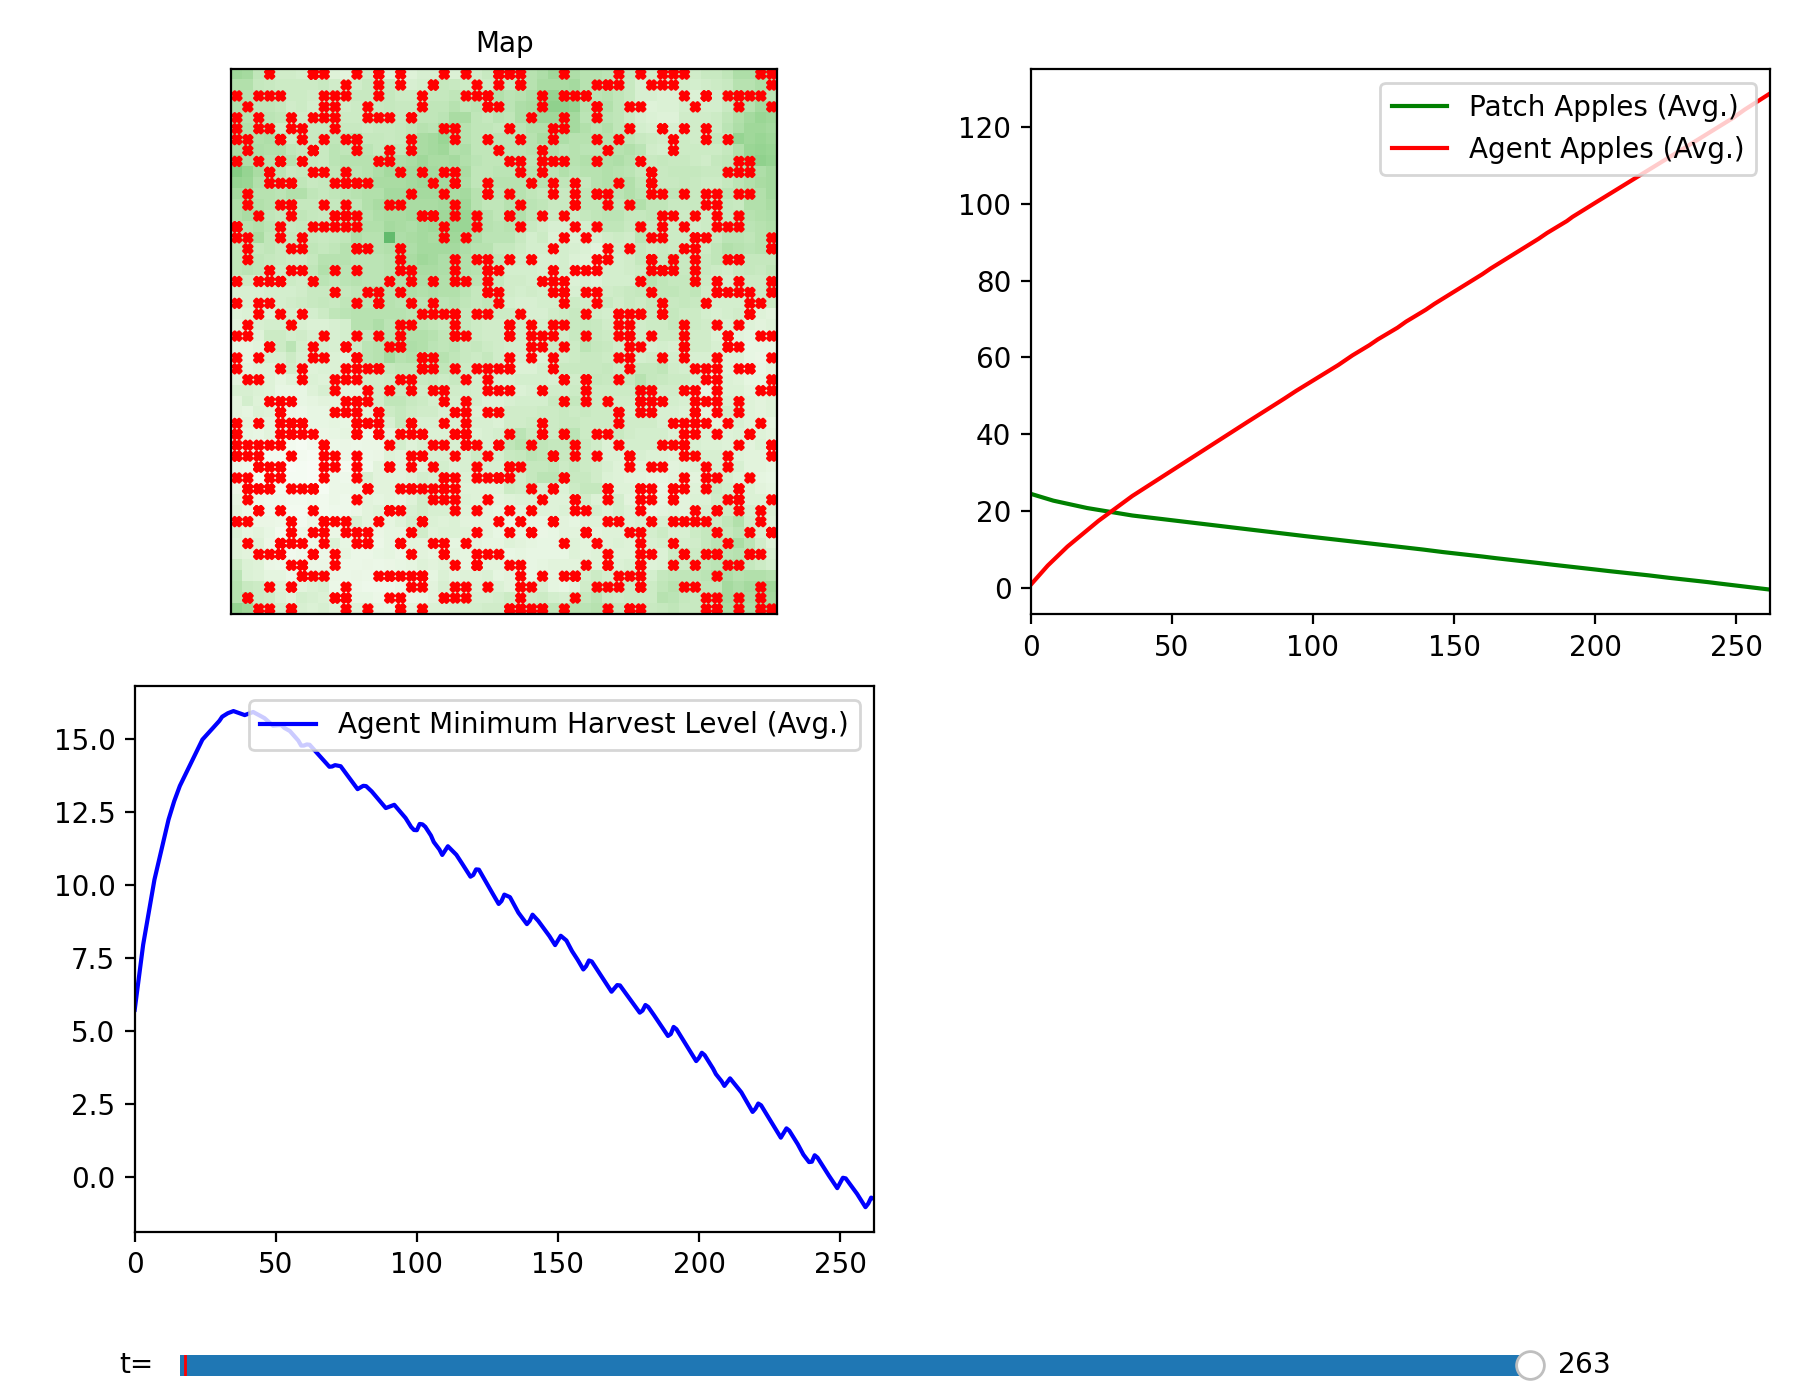 Map
Patch Apples (Avg.)
Agent Apples (Avg.)
120
100
80
60
40
20
0
0 50 100 150 200 250
Agent Minimum Harvest Level (Avg.)
15.0
12.5
10.0
7.5
5.0
2.5
0.0
0 50 100 150 200 250
t= 263